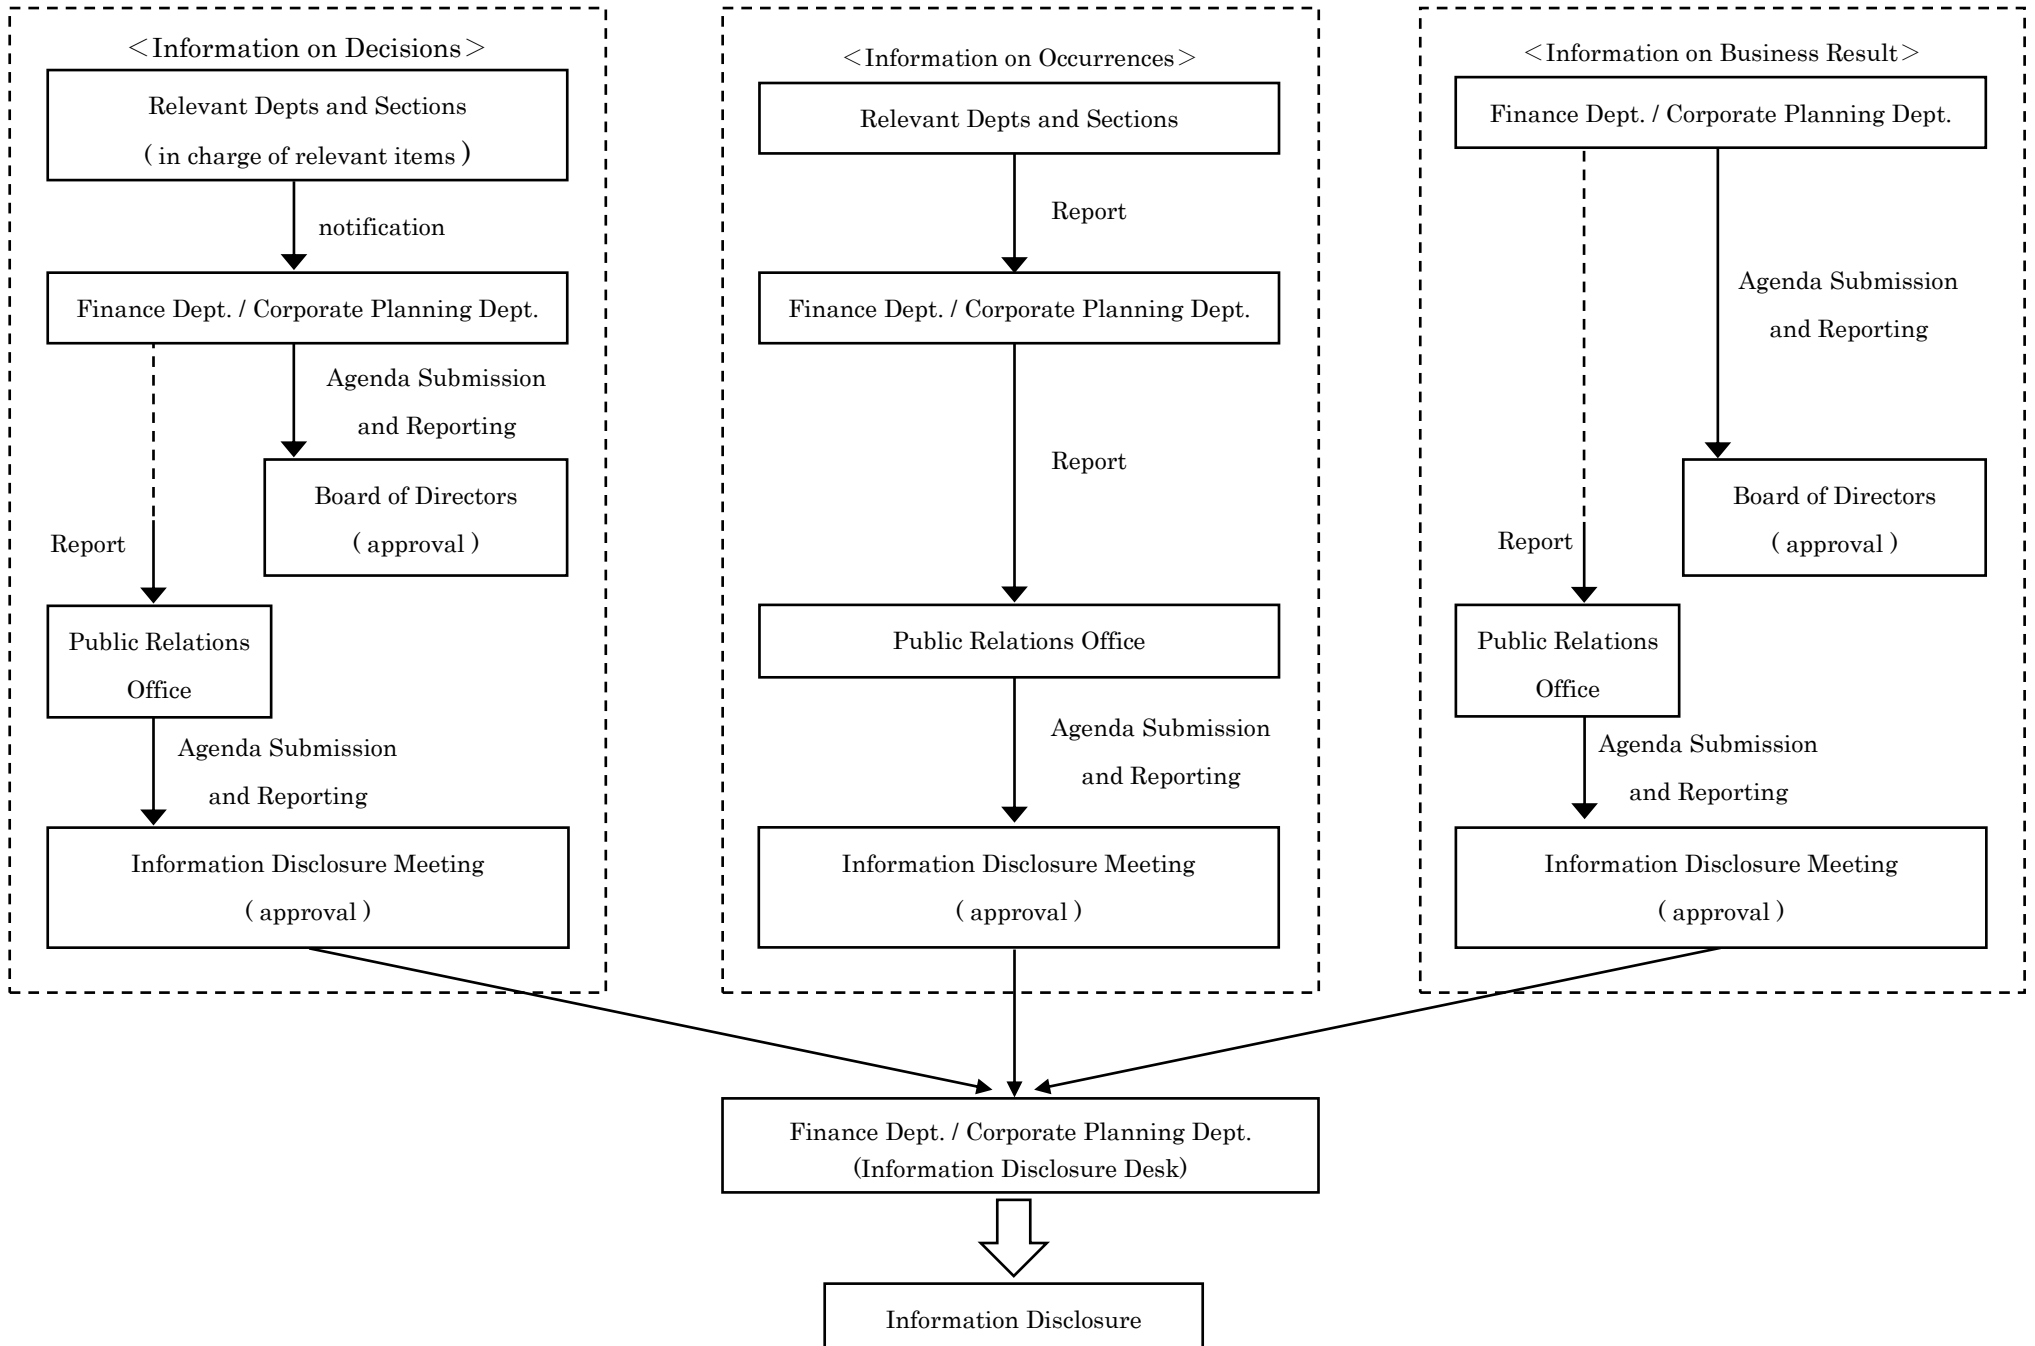 ＜Information on Decisions＞
Relevant Depts and Sections
( in charge of relevant items )
notification
Finance Dept. / Corporate Planning Dept.
Agenda Submission
and Reporting
Board of Directors
( approval )
Report
Public Relations
Office
Agenda Submission
and Reporting
Information Disclosure Meeting
( approval )
＜Information on Occurrences＞
Relevant Depts and Sections
Report
Finance Dept. / Corporate Planning Dept.
Report
Public Relations Office
Agenda Submission
and Reporting
Information Disclosure Meeting
( approval )
＜Information on Business Result＞
Finance Dept. / Corporate Planning Dept.
Agenda Submission
and Reporting
Board of Directors
( approval )
Report
Public Relations
Office
Agenda Submission
and Reporting
Information Disclosure Meeting
( approval )
Finance Dept. / Corporate Planning Dept.
(Information Disclosure Desk)
Information Disclosure